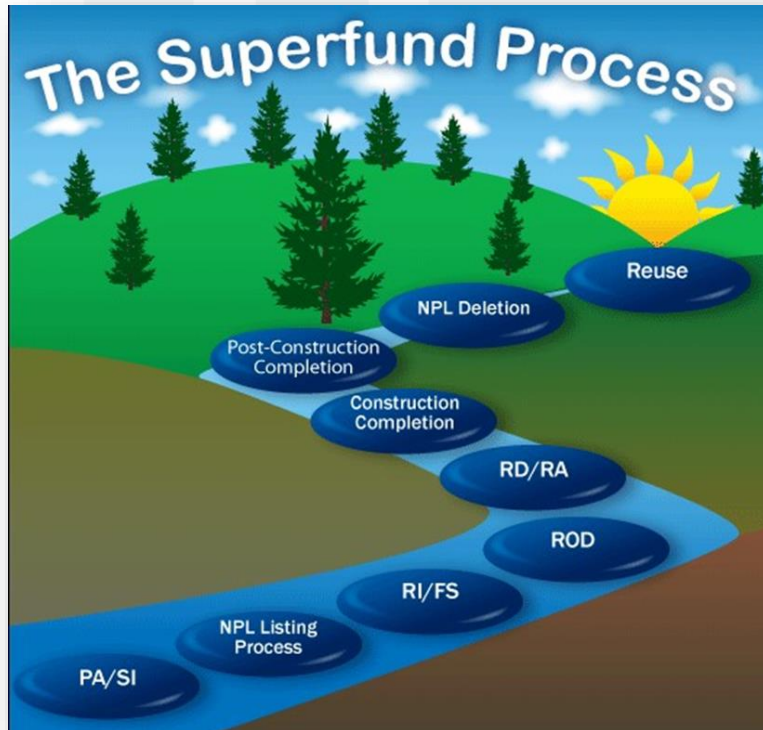 The Superfund Process
Reuse
NPL Deletion
Post-Construction
Completion
Construction
Completion
RD/RA
ROD
RI/FS
NPL Listing
Process
PA/SI